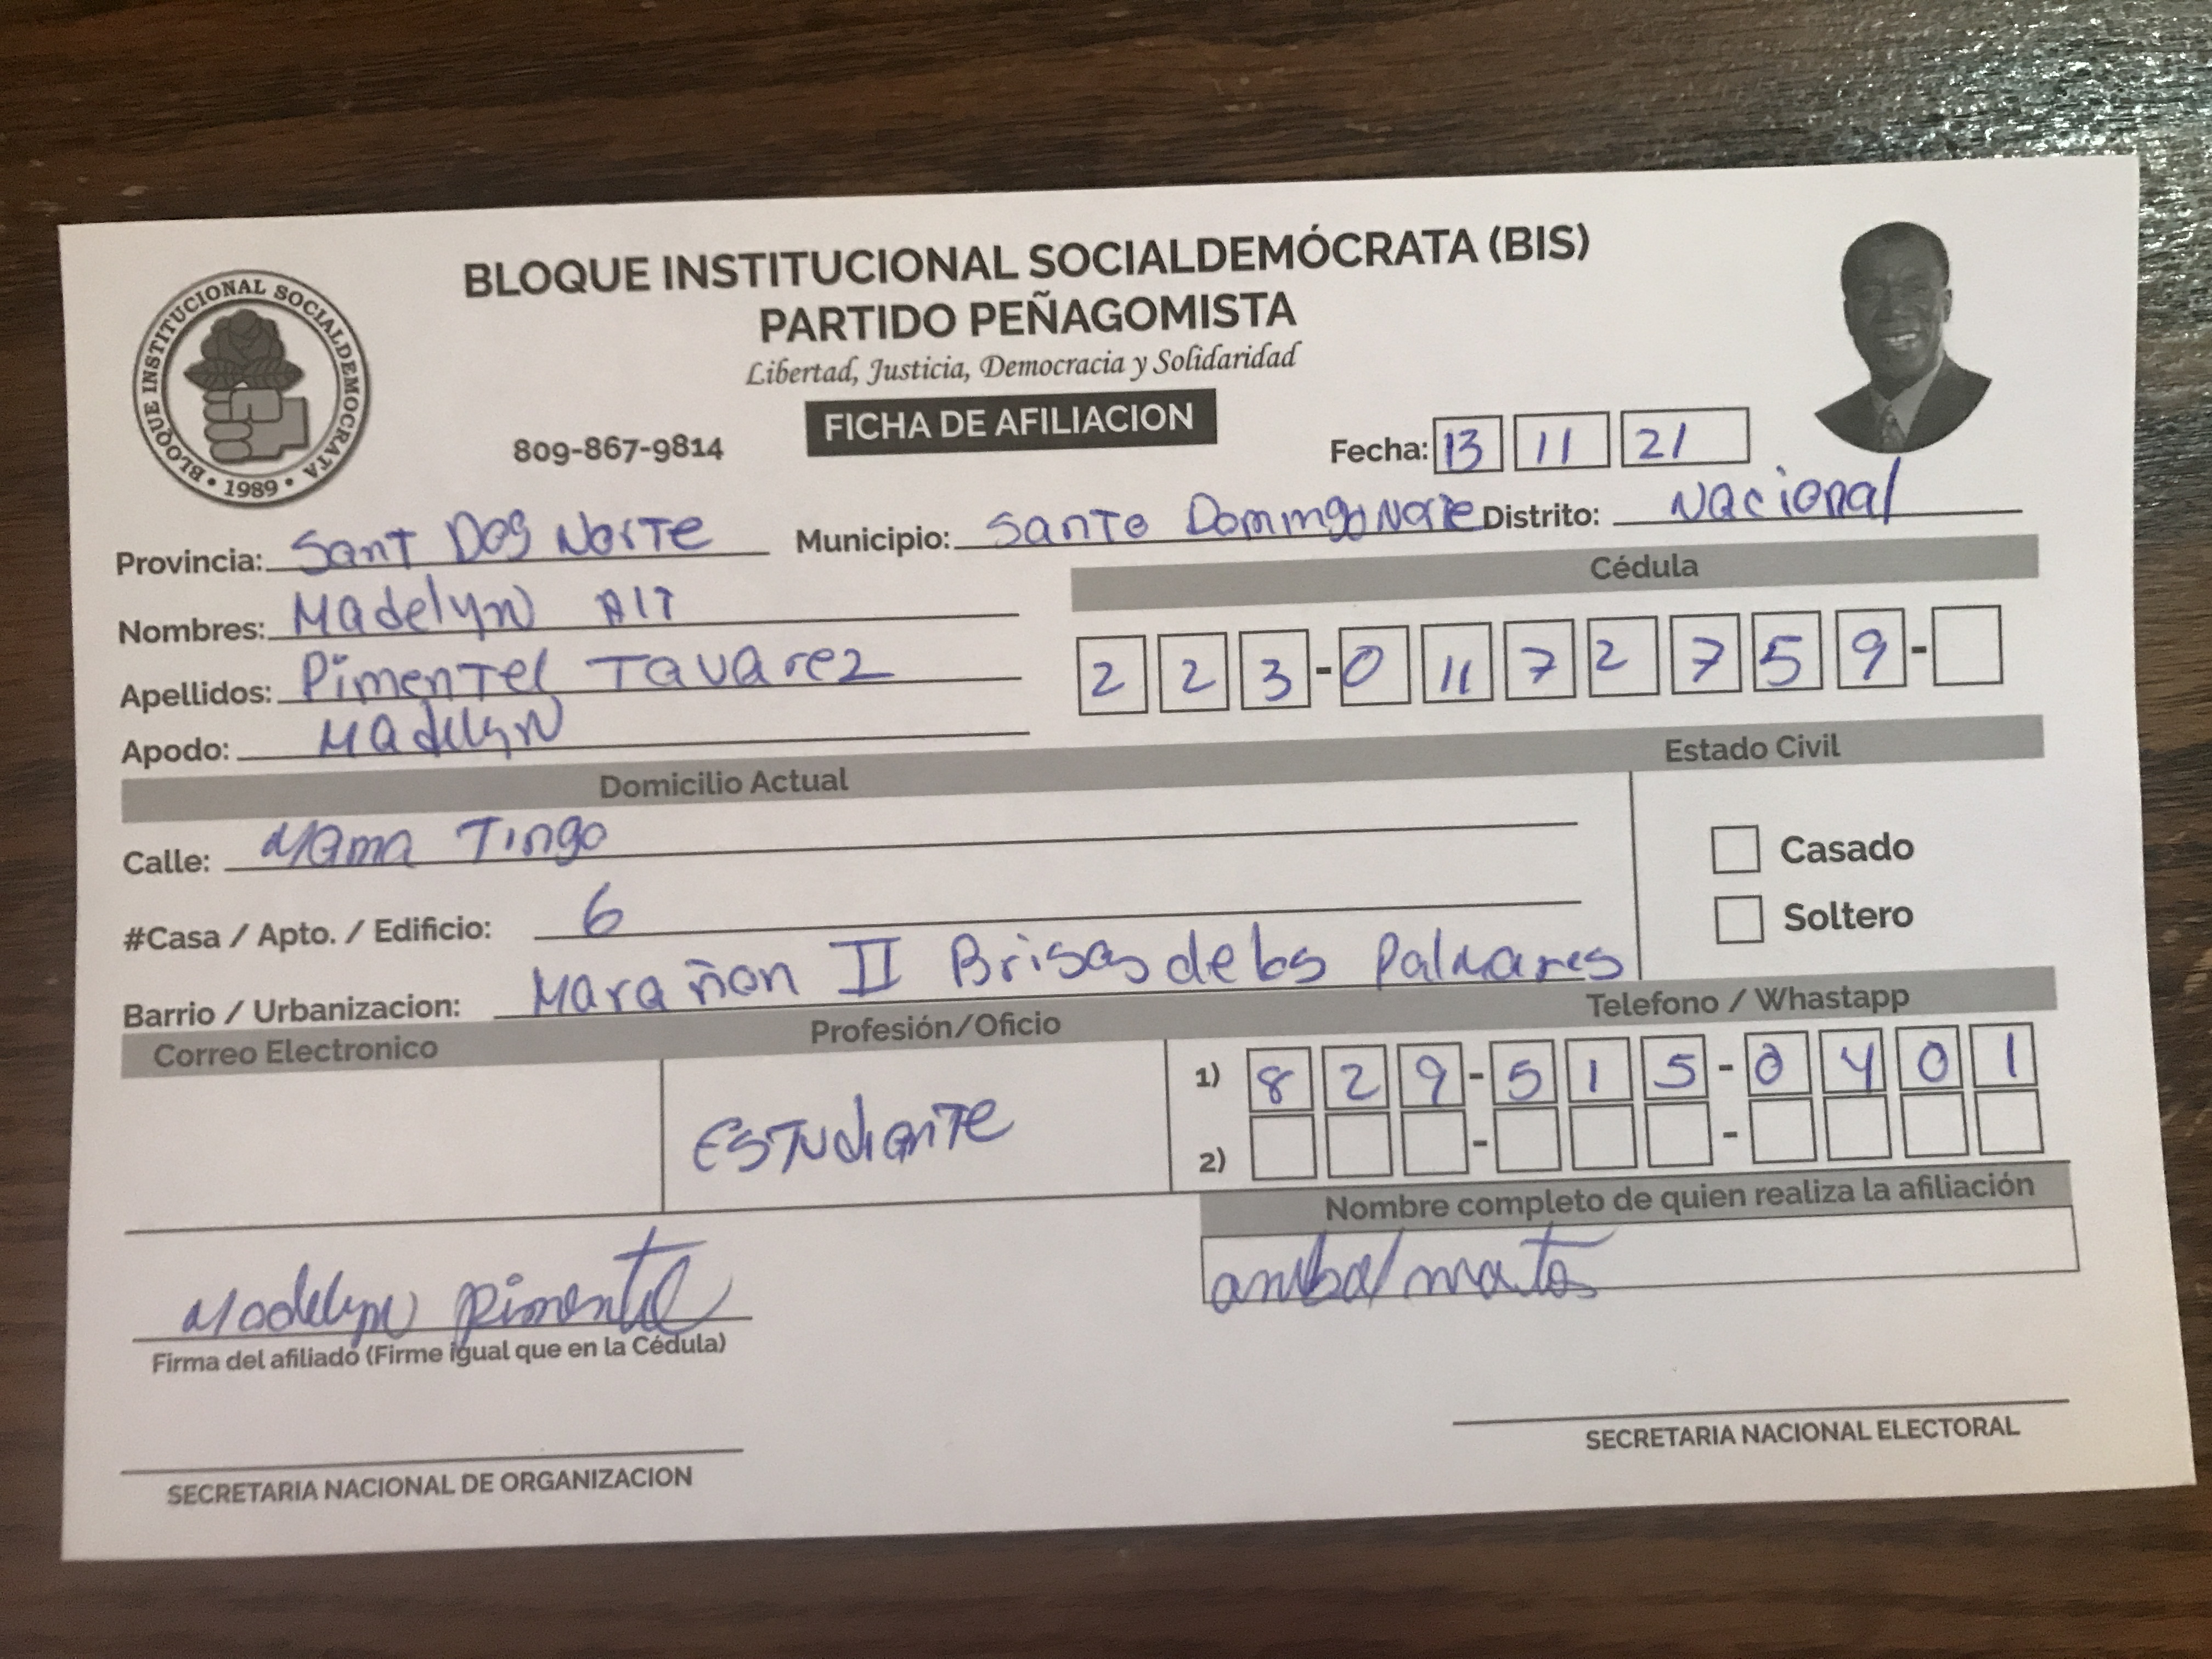 BLOQUE INSTITUCIONAL SOCIALDEMÓCRATA (BIS)
PARTIDO PEÑAGOMISTA
Libertad, Justicia, Democracia y Solidaridad
BLOQUE INSTITUCIONAL SOCIALDEMOCRATA • 1989 •
809-867-9814 FICHA DE AFILIACION Fecha: 13 11 21
Provincia: Sant Dog Norte Municipio: Santo Domingo Norte Distrito: Nacional
Cédula
Nombres: Madelyn Alt
2 2 3 - 0 11 7 2 7 5 9 -
Apellidos: Pimentel Tavarez
Apodo: Madelyn
Domicilio Actual Estado Civil
Calle: Mama Tingo
Casado
#Casa / Apto. / Edificio: 6
Soltero
Barrio / Urbanizacion: Marañon II Brisas de los Palmares
Correo Electronico Profesión/Oficio Telefono / Whastapp
1) 8 2 9 - 5 1 5 - 0 4 0 1
Estudiante
2) - -
Nombre completo de quien realiza la afiliación
anibal matos
Madelyn Pimentel
Firma del afiliado (Firme igual que en la Cédula)
SECRETARIA NACIONAL DE ORGANIZACION
SECRETARIA NACIONAL ELECTORAL